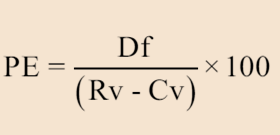 PE = Df / (Rv - Cv) × 100